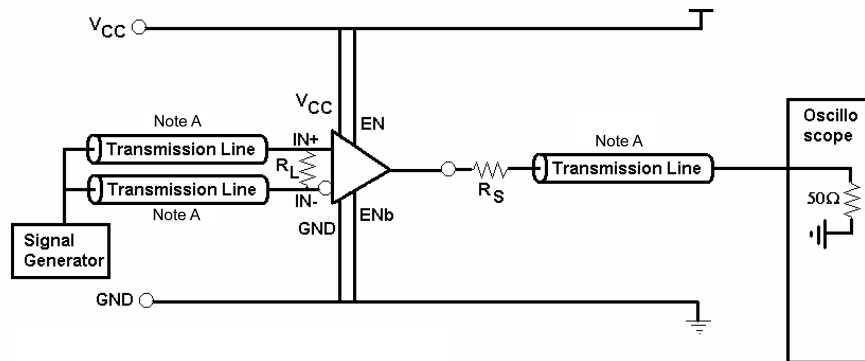 VCC
Note A
Transmission Line
Transmission Line
Note A
Signal
Generator
VCC
EN
IN+
RL
IN-
GND
ENb
RS
Note A
Transmission Line
Oscillo
scope
50Ω
GND